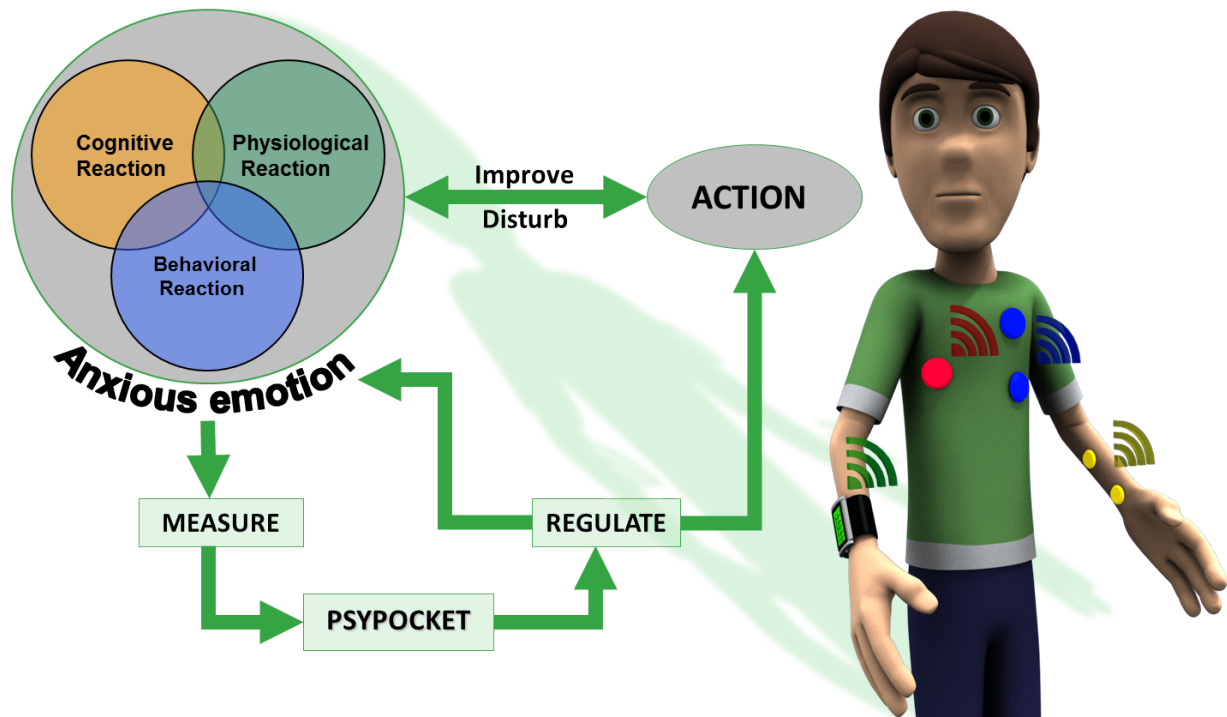 Cognitive
Reaction
Physiological
Reaction
Behavioral
Reaction
Anxious emotion
Improve
Disturb
ACTION
MEASURE
REGULATE
PSYPOCKET